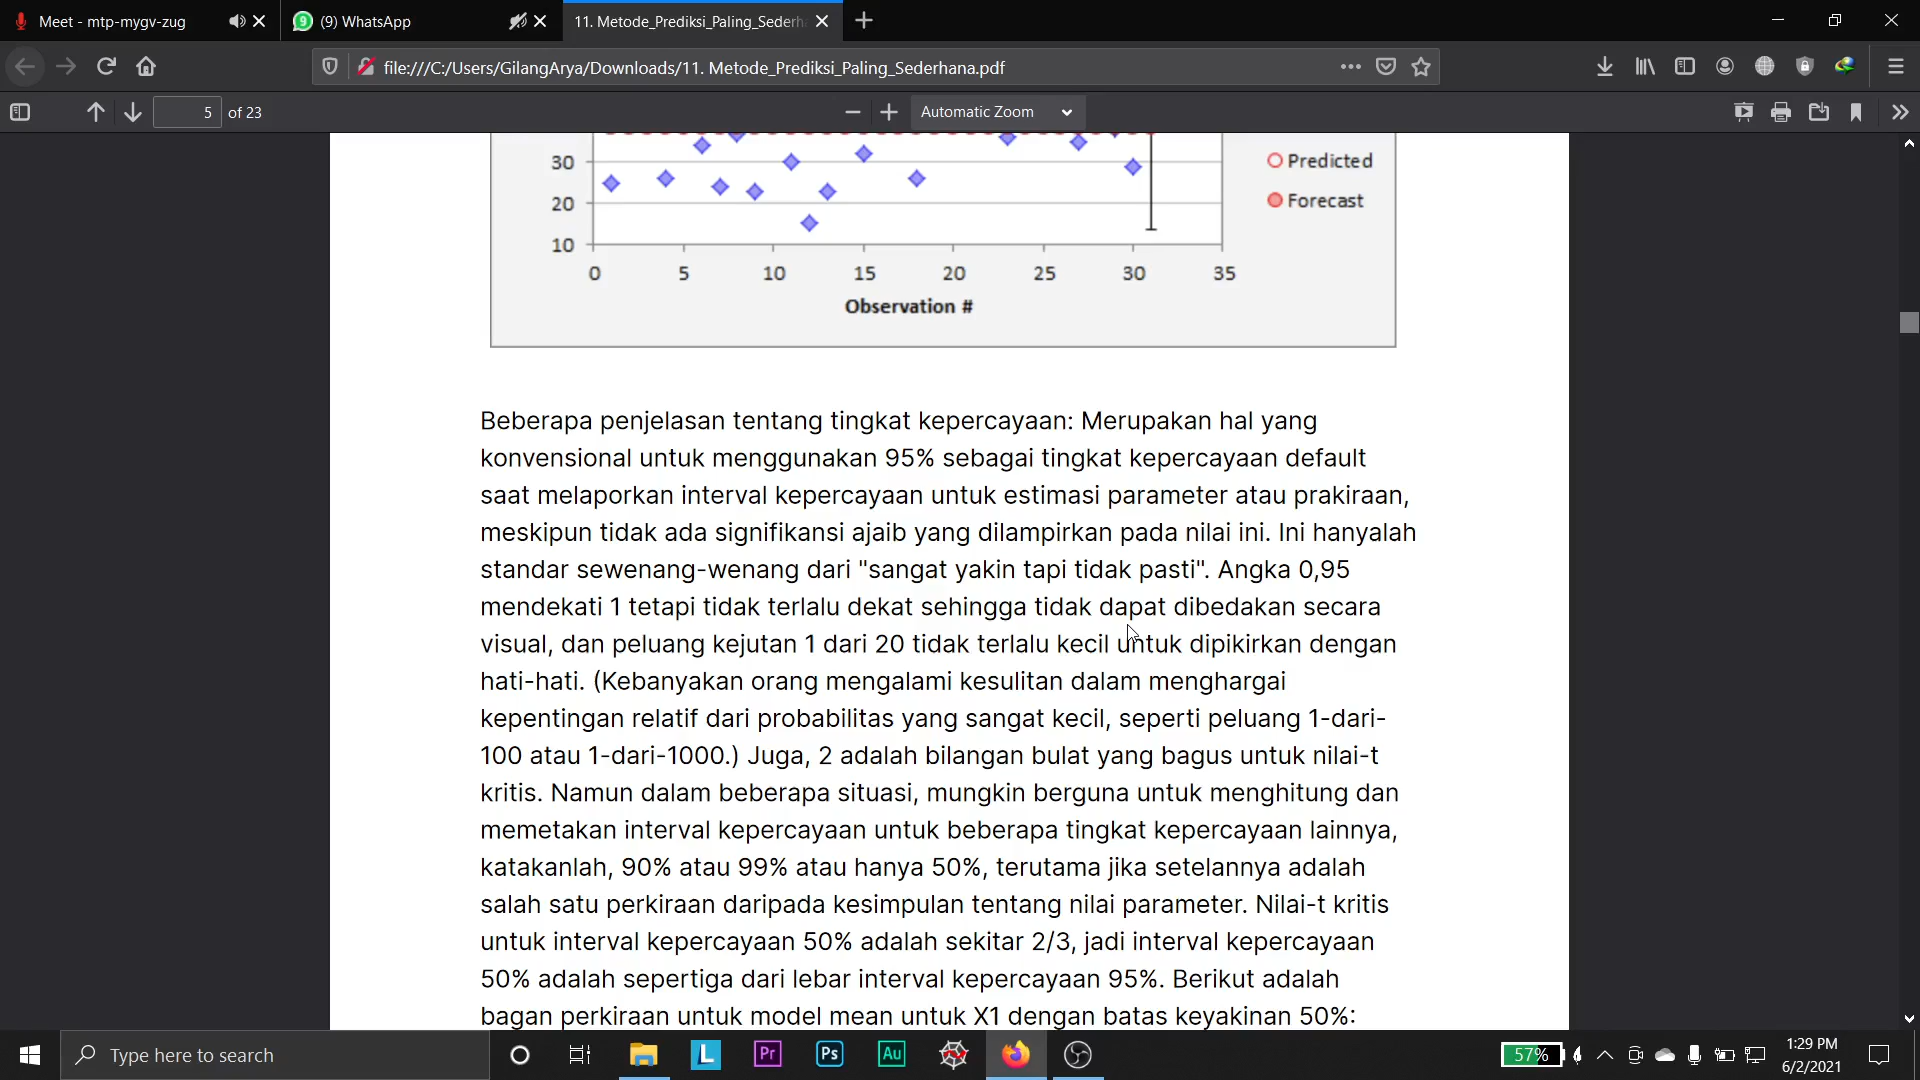 Meet - mtp-mygv-zug
(9) WhatsApp
11. Metode_Prediksi_Paling_Sederh
file:///C:/Users/GilangArya/Downloads/11. Metode_Prediksi_Paling_Sederhana.pdf
5 of 23
Automatic Zoom
30
20
10
0 5 10 15 20 25 30 35
Observation #
Predicted
Forecast
Beberapa penjelasan tentang tingkat kepercayaan: Merupakan hal yang
konvensional untuk menggunakan 95% sebagai tingkat kepercayaan default
saat melaporkan interval kepercayaan untuk estimasi parameter atau prakiraan,
meskipun tidak ada signifikansi ajaib yang dilampirkan pada nilai ini. Ini hanyalah
standar sewenang-wenang dari "sangat yakin tapi tidak pasti". Angka 0,95
mendekati 1 tetapi tidak terlalu dekat sehingga tidak dapat dibedakan secara
visual, dan peluang kejutan 1 dari 20 tidak terlalu kecil untuk dipikirkan dengan
hati-hati. (Kebanyakan orang mengalami kesulitan dalam menghargai
kepentingan relatif dari probabilitas yang sangat kecil, seperti peluang 1-dari-
100 atau 1-dari-1000.) Juga, 2 adalah bilangan bulat yang bagus untuk nilai-t
kritis. Namun dalam beberapa situasi, mungkin berguna untuk menghitung dan
memetakan interval kepercayaan untuk beberapa tingkat kepercayaan lainnya,
katakanlah, 90% atau 99% atau hanya 50%, terutama jika setelannya adalah
salah satu perkiraan daripada kesimpulan tentang nilai parameter. Nilai-t kritis
untuk interval kepercayaan 50% adalah sekitar 2/3, jadi interval kepercayaan
50% adalah sepertiga dari lebar interval kepercayaan 95%. Berikut adalah
bagan perkiraan untuk model mean untuk X1 dengan batas keyakinan 50%:
Type here to search
L
Pr
Ps
Au
57%
1:29 PM
6/2/2021